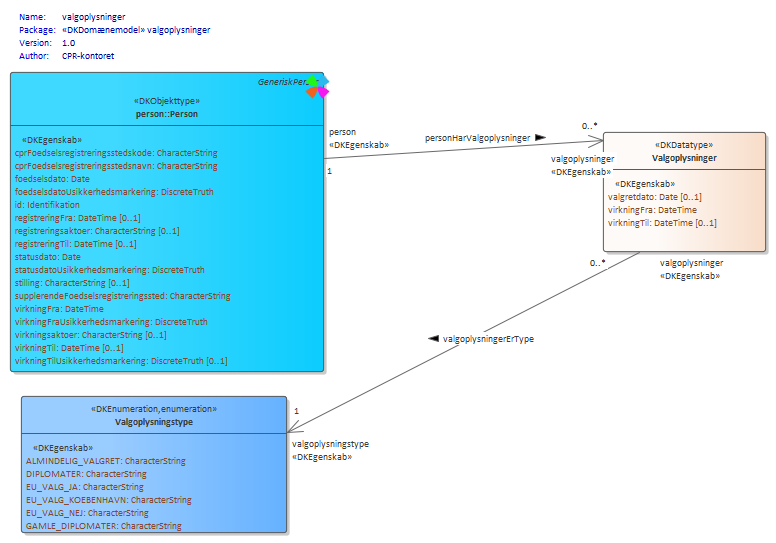 Name: valgoplysninger
Package: «DKDomænemodel» valgoplysninger
Version: 1.0
Author: CPR-kontoret
«DKObjekttype»
person::Person
«DKEgenskab»
cprFoedselsregistreringsstedskode: CharacterString
cprFoedselsregistreringsstedsnavn: CharacterString
foedselsdato: Date
foedselsdatoUsikkerhedsmarkering: DiscreteTruth
id: Identifikation
registreringFra: DateTime [0..1]
registreringsaktoer: CharacterString [0..1]
registreringTil: DateTime [0..1]
statusdato: Date
statusdatoUsikkerhedsmarkering: DiscreteTruth
stilling: CharacterString [0..1]
supplerendeFoedselsregistreringssted: CharacterString
virkningFra: DateTime
virkningFraUsikkerhedsmarkering: DiscreteTruth
virkningsaktoer: CharacterString [0..1]
virkningTil: DateTime [0..1]
virkningTilUsikkerhedsmarkering: DiscreteTruth [0..1]
person
«DKEgenskab»
1
personHarValgoplysninger
0..*
valgoplysninger
«DKEgenskab»
«DKDatatype»
Valgoplysninger
«DKEgenskab»
valgretdato: Date [0..1]
virkningFra: DateTime
virkningTil: DateTime [0..1]
0..*
valgoplysninger
«DKEgenskab»
valgoplysningerErType
1
valgoplysningstype
«DKEgenskab»
«DKEnumeration,enumeration»
Valgoplysningstype
«DKEgenskab»
ALMINDELIG_VALGRET: CharacterString
DIPLOMATER: CharacterString
EU_VALG_JA: CharacterString
EU_VALG_KOEBENHAVN: CharacterString
EU_VALG_NEJ: CharacterString
GAMLE_DIPLOMATER: CharacterString